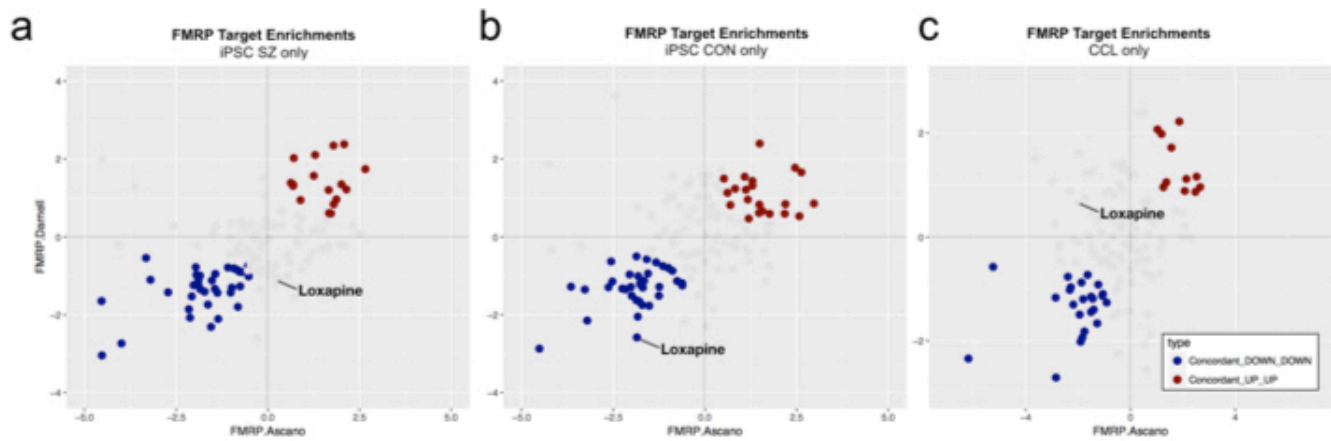 a
FMRP Target Enrichments
iPSC SZ only
4
2
0
-2
-4
FMRP.Darnell
Loxapine
-5.0
-2.5
0.0
2.5
5.0
FMRP.Ascano
b
FMRP Target Enrichments
iPSC CON only
4
2
0
-2
-4
Loxapine
-5.0
-2.5
0.0
2.5
5.0
FMRP.Ascano
c
FMRP Target Enrichments
CCL only
2
0
-2
Loxapine
type
Concordant_DOWN_DOWN
Concordant_UP_UP
-4
0
4
FMRP.Ascano